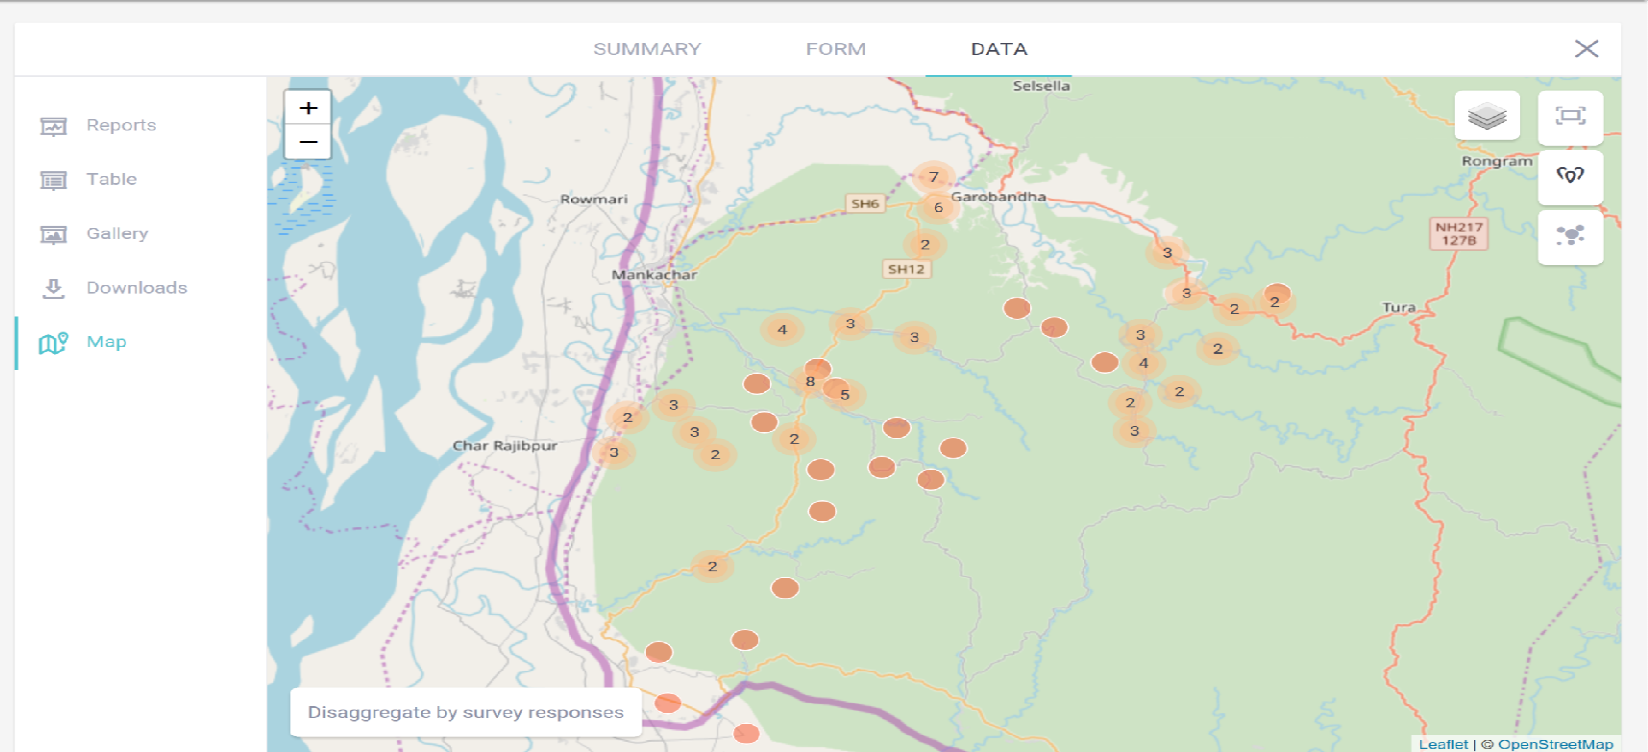 SUMMARY FORM DATA
Reports
Table
Gallery
Downloads
Map
+
−
Selsella
Rongram
7
Rowmari
SH6
6
Garobandha
NH217
127B
2
3
SH12
Mankachar
3
2
2
Tura
4
3
3
3
2
4
8
5
2
3
2
2
3
2
3
Char Rajibpur
3
2
2
Disaggregate by survey responses
Leaflet | © OpenStreetMap